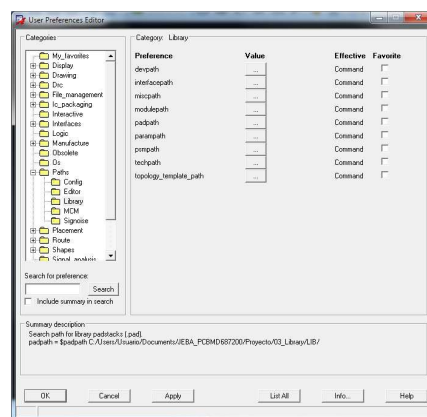 User Preferences Editor
Categories
My_favorites
Display
Drawing
Drc
File_management
Ic_packaging
Interactive
Interfaces
Logic
Manufacture
Obsolete
Os
Paths
Config
Editor
Library
MCM
Signoise
Placement
Route
Shapes
Signal_analysis
Search for preference:
Search
Include summary in search
Category: Library
Preference Value Effective Favorite
devpath ... Command
interfacepath ... Command
miscpath ... Command
modulepath ... Command
padpath ... Command
parampath ... Command
psmpath ... Command
techpath ... Command
topology_template_path ... Command
Summary description
Search path for library padstacks (.pad).
padpath = $padpath C:/Users/Usuario/Documents/JEBA_PCBMD687200/Proyecto/03_Library/LIB/
OK Cancel Apply List All Info... Help